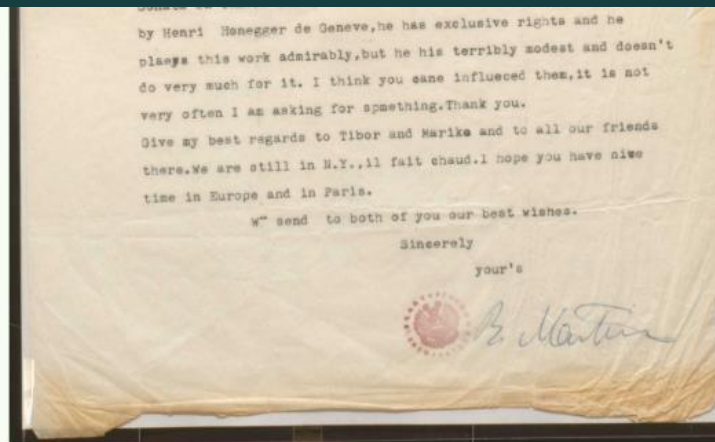 by Henri Honegger de Geneve,he has exclusive rights and he
plaeys this work admirably,but he his terribly modest and doesn't
do very much for it. I think you cane influeced them,it is not
very often I am asking for spmething.Thank you.
Give my best regards to Tibor and Marike and to all our friends
there.We are still in N.Y.,il fait chaud.I hope you have nive
time in Europe and in Paris.
W" send to both of you our best wishes.
Sincerely
your's
B. Martinu